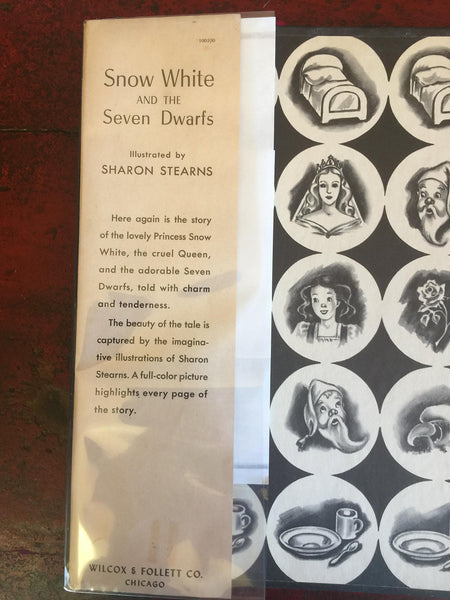 100200
Snow White
AND THE
Seven Dwarfs
Illustrated by
SHARON STEARNS
Here again is the story
of the lovely Princess Snow
White, the cruel Queen,
and the adorable Seven
Dwarfs, told with charm
and tenderness.
The beauty of the tale is
captured by the imagina-
tive illustrations of Sharon
Stearns. A full-color picture
highlights every page of
the story.
WILCOX & FOLLETT CO.
CHICAGO